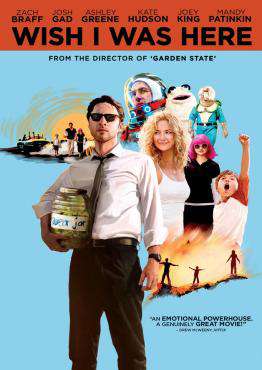 ZACH BRAFF JOSH GAD ASHLEY GREENE KATE HUDSON JOEY KING MANDY PATINKIN
WISH I WAS HERE
FROM THE DIRECTOR OF 'GARDEN STATE'
"AN EMOTIONAL POWERHOUSE.
A GENUINELY GREAT MOVIE!"
– DREW MCWEENY, HITFIX